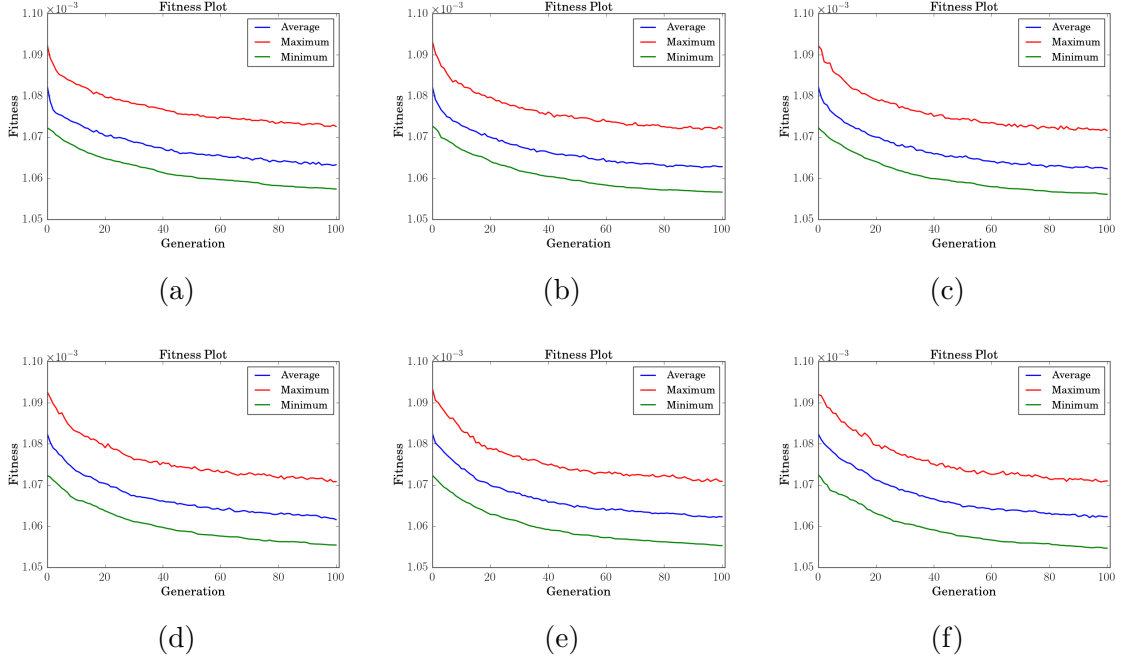 Fitness Plot
×10⁻³
1.10
1.09
1.08
1.07
1.06
1.05
Fitness
0 20 40 60 80 100
Generation
Average
Maximum
Minimum
(a)
Fitness Plot
×10⁻³
1.10
1.09
1.08
1.07
1.06
1.05
Fitness
0 20 40 60 80 100
Generation
Average
Maximum
Minimum
(b)
Fitness Plot
×10⁻³
1.10
1.09
1.08
1.07
1.06
1.05
Fitness
0 20 40 60 80 100
Generation
Average
Maximum
Minimum
(c)
Fitness Plot
×10⁻³
1.10
1.09
1.08
1.07
1.06
1.05
Fitness
0 20 40 60 80 100
Generation
Average
Maximum
Minimum
(d)
Fitness Plot
×10⁻³
1.10
1.09
1.08
1.07
1.06
1.05
Fitness
0 20 40 60 80 100
Generation
Average
Maximum
Minimum
(e)
Fitness Plot
×10⁻³
1.10
1.09
1.08
1.07
1.06
1.05
Fitness
0 20 40 60 80 100
Generation
Average
Maximum
Minimum
(f)